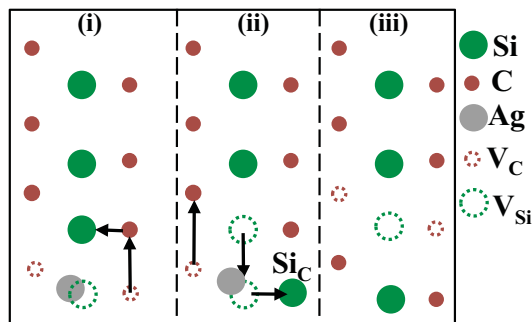 (i) (ii) (iii)
Si
C
Ag
V_C
V_Si
Si_C